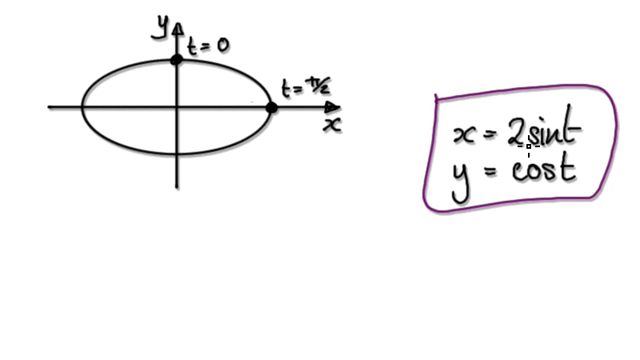 y
t = 0
t = π/2
x
x = 2sint
y = cost